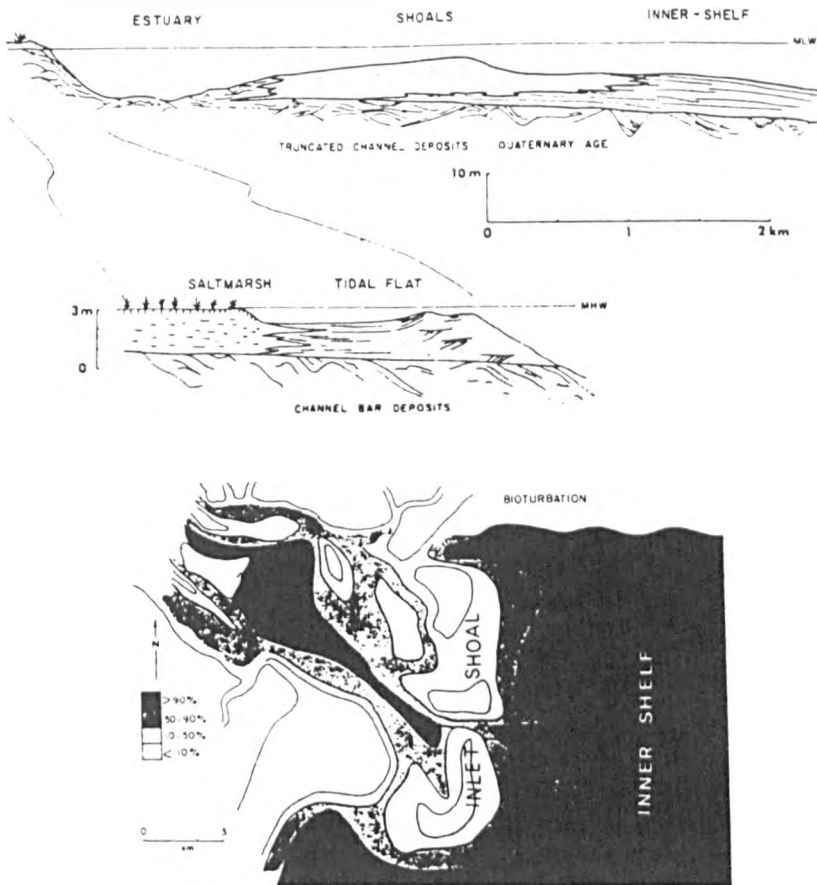 ESTUARY SHOALS INNER-SHELF
MLW
TRUNCATED CHANNEL DEPOSITS QUATERNARY AGE
10 m
0 1 2 km
SALTMARSH TIDAL FLAT
3m
MHW
0
CHANNEL BAR DEPOSITS
BIOTURBATION
N
SHOAL
INNER SHELF
INLET
>90%
50-90%
10-50%
<10%
0
km